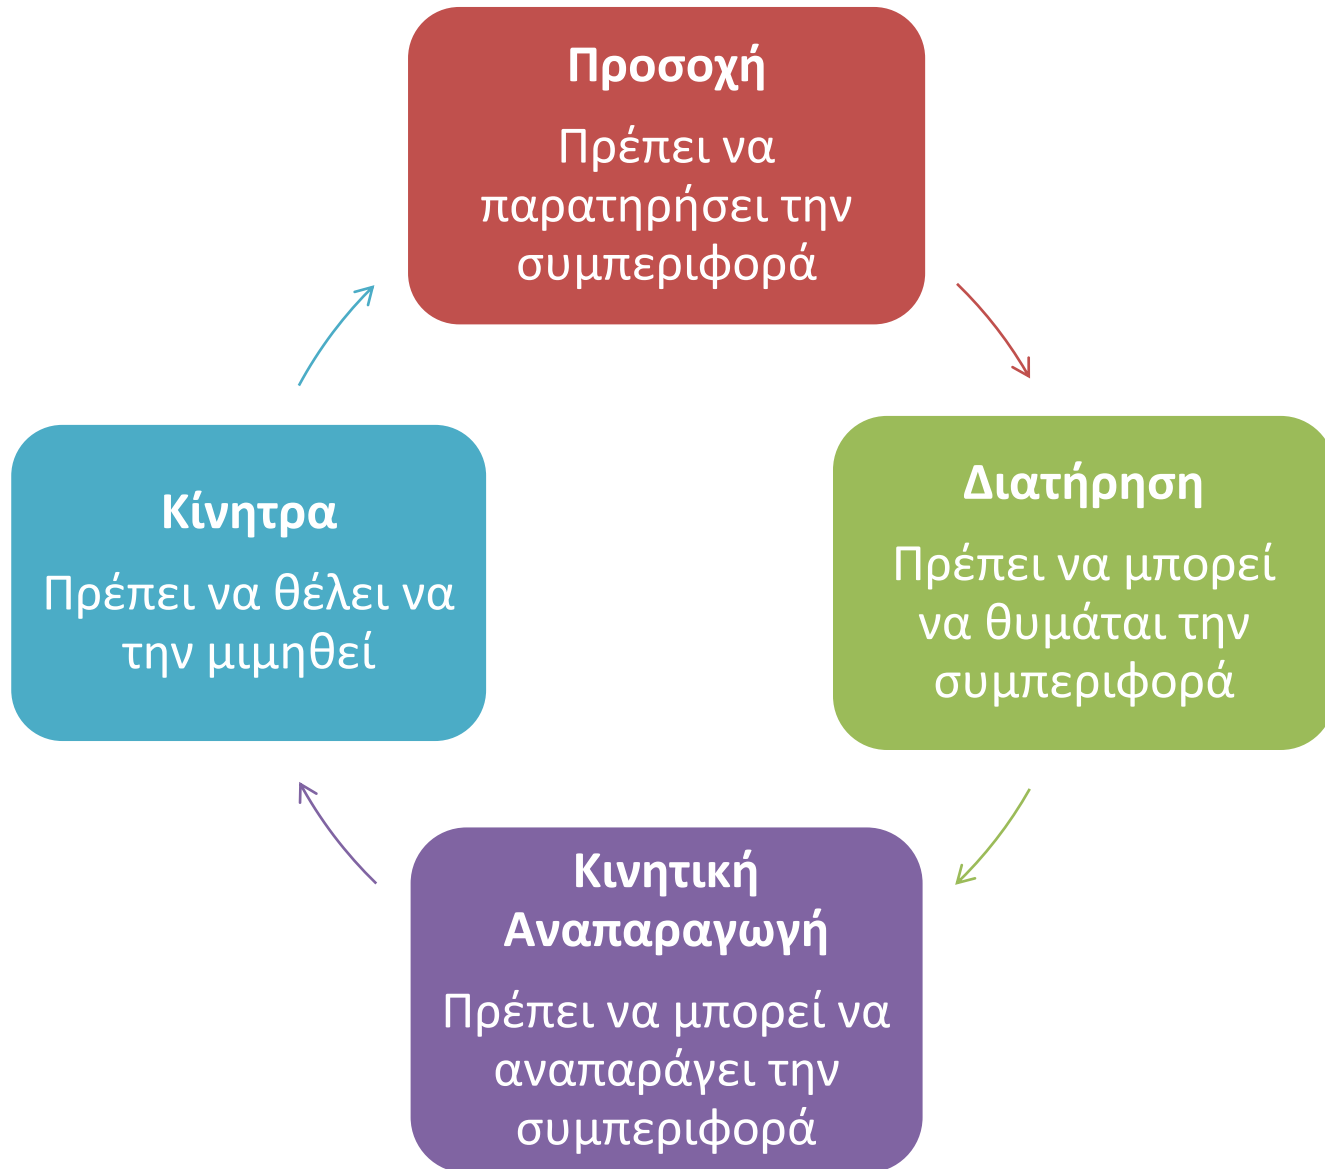 Προσοχή
Πρέπει να
παρατηρήσει την
συμπεριφορά
Διατήρηση
Πρέπει να μπορεί
να θυμάται την
συμπεριφορά
Κινητική
Αναπαραγωγή
Πρέπει να μπορεί να
αναπαράγει την
συμπεριφορά
Κίνητρα
Πρέπει να θέλει να
την μιμηθεί